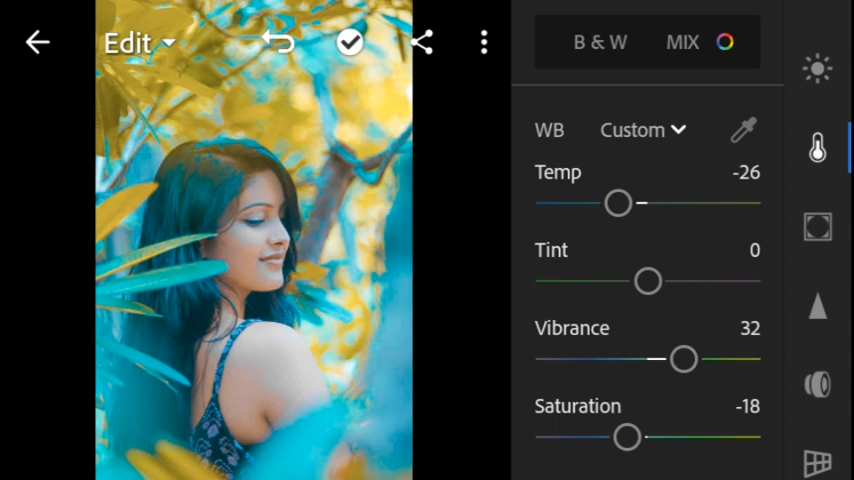 Edit
B & W MIX
WB Custom
Temp -26
Tint 0
Vibrance 32
Saturation -18